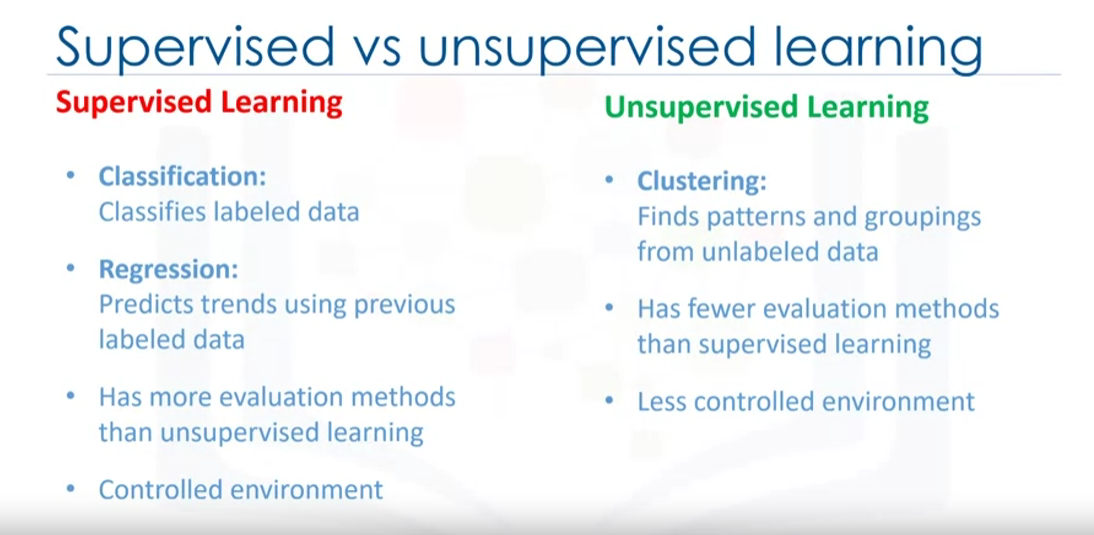 Supervised vs unsupervised learning
Supervised Learning
• Classification:
Classifies labeled data
• Regression:
Predicts trends using previous
labeled data
• Has more evaluation methods
than unsupervised learning
• Controlled environment
Unsupervised Learning
• Clustering:
Finds patterns and groupings
from unlabeled data
• Has fewer evaluation methods
than supervised learning
• Less controlled environment